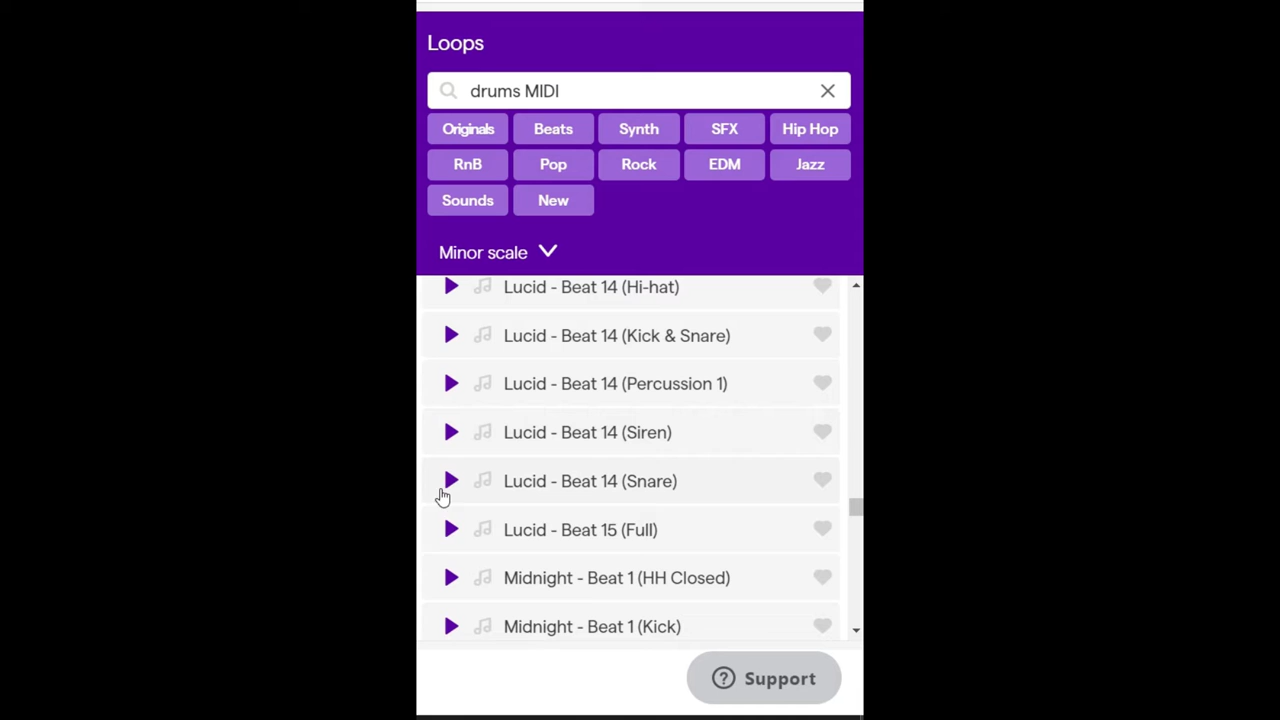 Loops
drums MIDI
Originals Beats Synth SFX Hip Hop
RnB Pop Rock EDM Jazz
Sounds New
Minor scale
Lucid - Beat 14 (Hi-hat)
Lucid - Beat 14 (Kick & Snare)
Lucid - Beat 14 (Percussion 1)
Lucid - Beat 14 (Siren)
Lucid - Beat 14 (Snare)
Lucid - Beat 15 (Full)
Midnight - Beat 1 (HH Closed)
Midnight - Beat 1 (Kick)
? Support